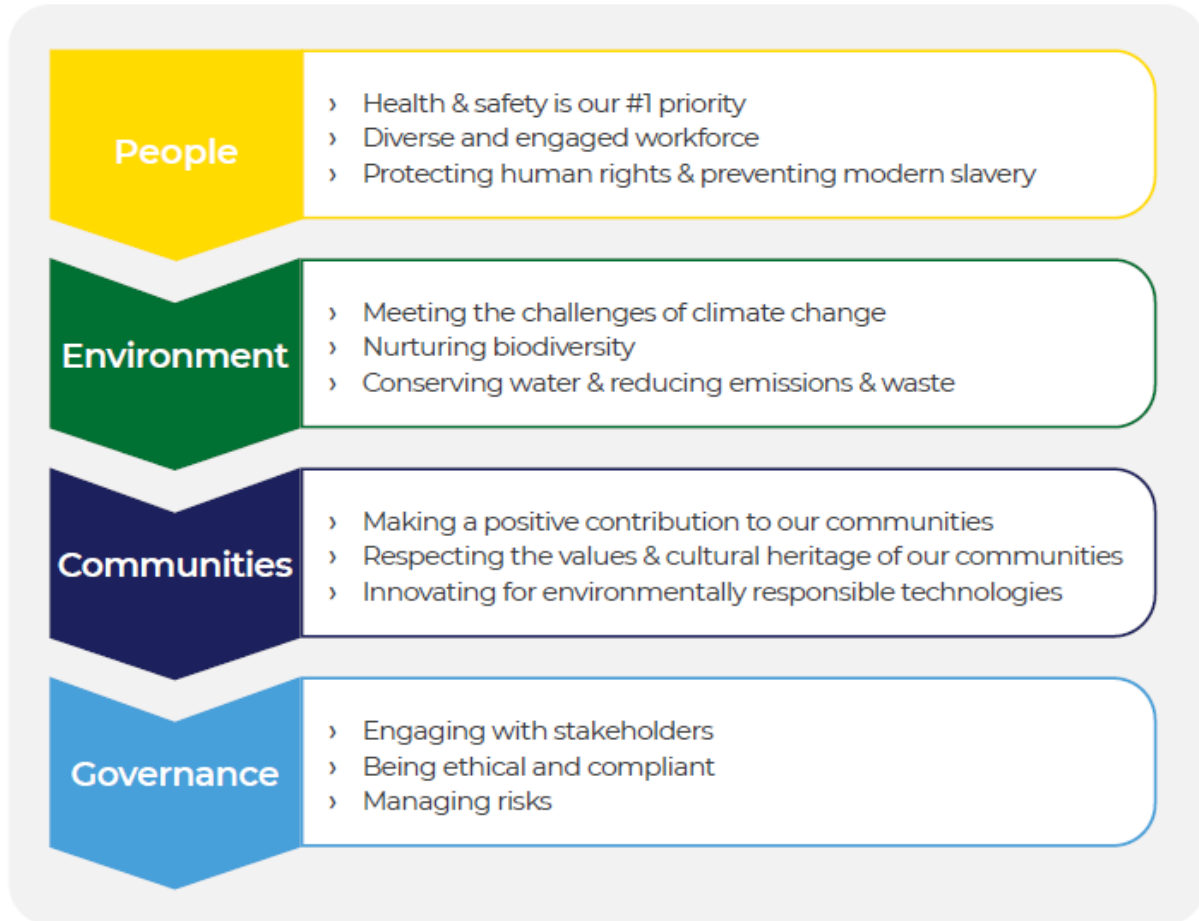 People
› Health & safety is our #1 priority
› Diverse and engaged workforce
› Protecting human rights & preventing modern slavery
Environment
› Meeting the challenges of climate change
› Nurturing biodiversity
› Conserving water & reducing emissions & waste
Communities
› Making a positive contribution to our communities
› Respecting the values & cultural heritage of our communities
› Innovating for environmentally responsible technologies
Governance
› Engaging with stakeholders
› Being ethical and compliant
› Managing risks